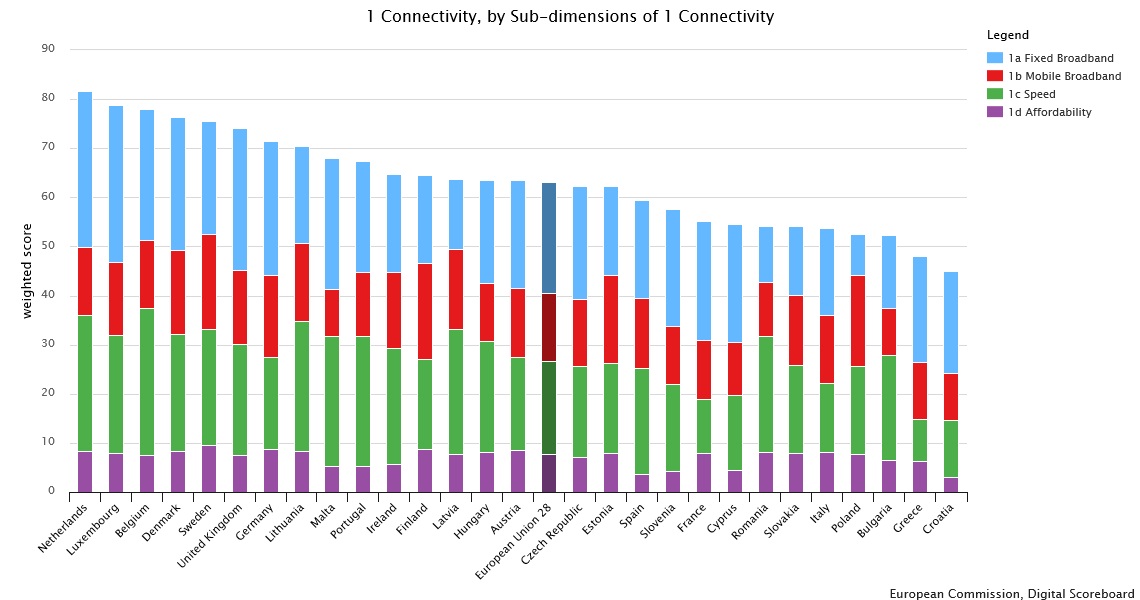 1 Connectivity, by Sub-dimensions of 1 Connectivity
Legend
1a Fixed Broadband
1b Mobile Broadband
1c Speed
1d Affordability
weighted score
90
80
70
60
50
40
30
20
10
0
Netherlands
Luxembourg
Belgium
Denmark
Sweden
United Kingdom
Germany
Lithuania
Malta
Portugal
Ireland
Finland
Latvia
Hungary
Austria
European Union 28
Czech Republic
Estonia
Spain
Slovenia
France
Cyprus
Romania
Slovakia
Italy
Poland
Bulgaria
Greece
Croatia
European Commission, Digital Scoreboard